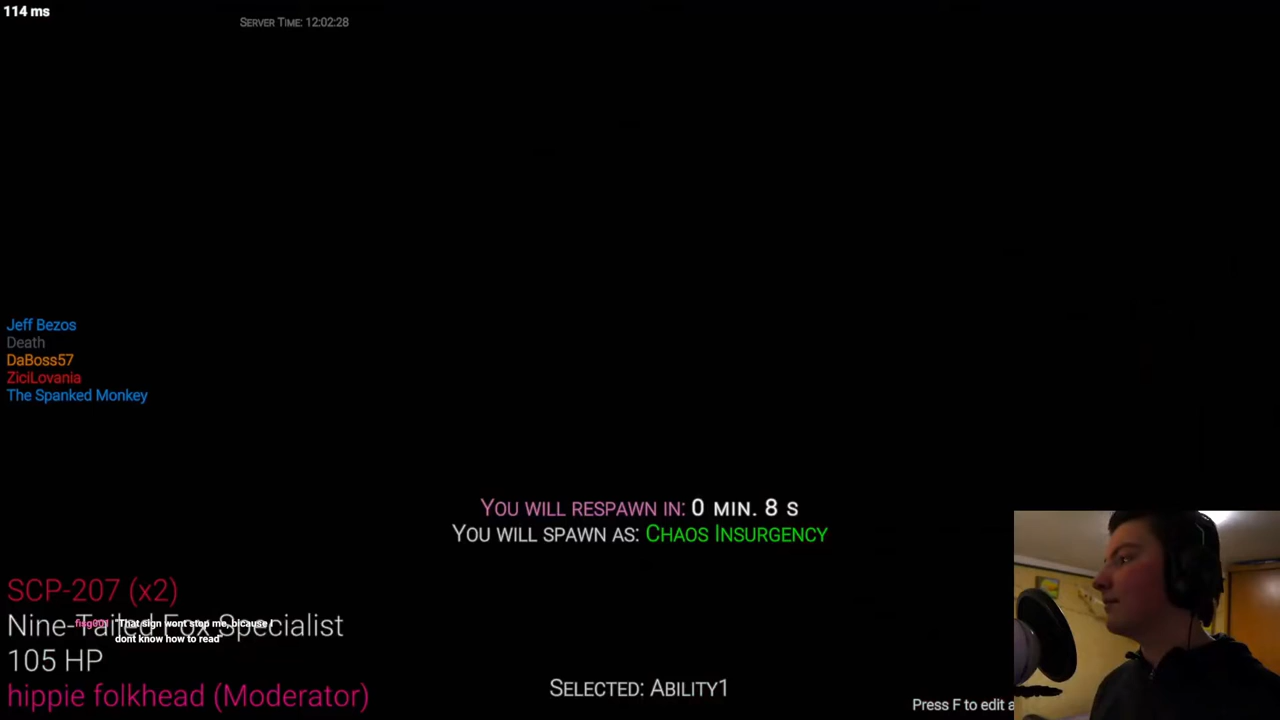 114 ms
SERVER TIME: 12:02:28
Jeff Bezos
Death
DaBoss57
ZiciLovania
The Spanked Monkey
YOU WILL RESPAWN IN: 0 MIN. 8 S
YOU WILL SPAWN AS: CHAOS INSURGENCY
SCP-207 (x2)
Nine-Tailed Fox Specialist
"That sign wont stop me, bicause I
dont know how to read"
105 HP
hippie folkhead (Moderator)
SELECTED: ABILITY1
Press F to edit a